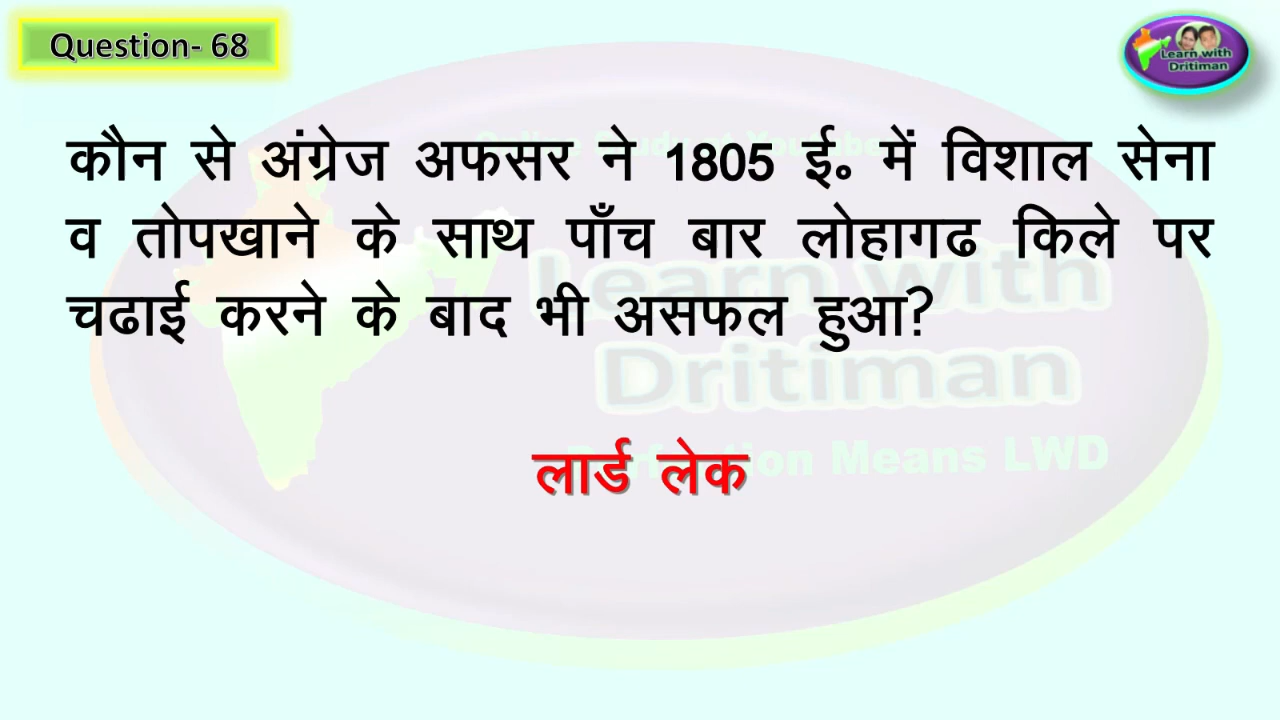 Question- 68
Learn with
Dritiman
कौन से अंग्रेज अफसर ने 1805 ई. में विशाल सेना
व तोपखाने के साथ पाँच बार लोहागढ किले पर
चढाई करने के बाद भी असफल हुआ?
Learn with
Dritiman
लार्ड लेक
Means LWD